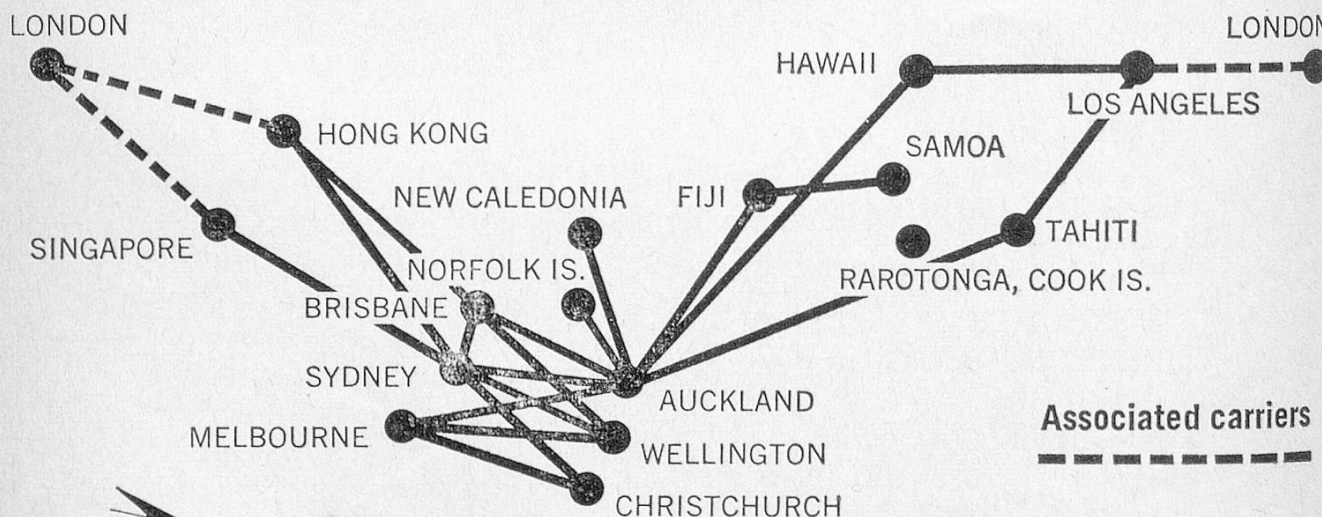 LONDON
LONDON
HAWAII
LOS ANGELES
HONG KONG
SAMOA
NEW CALEDONIA
FIJI
SINGAPORE
TAHITI
NORFOLK IS.
RAROTONGA, COOK IS.
BRISBANE
SYDNEY
AUCKLAND
Associated carriers
MELBOURNE
WELLINGTON
CHRISTCHURCH